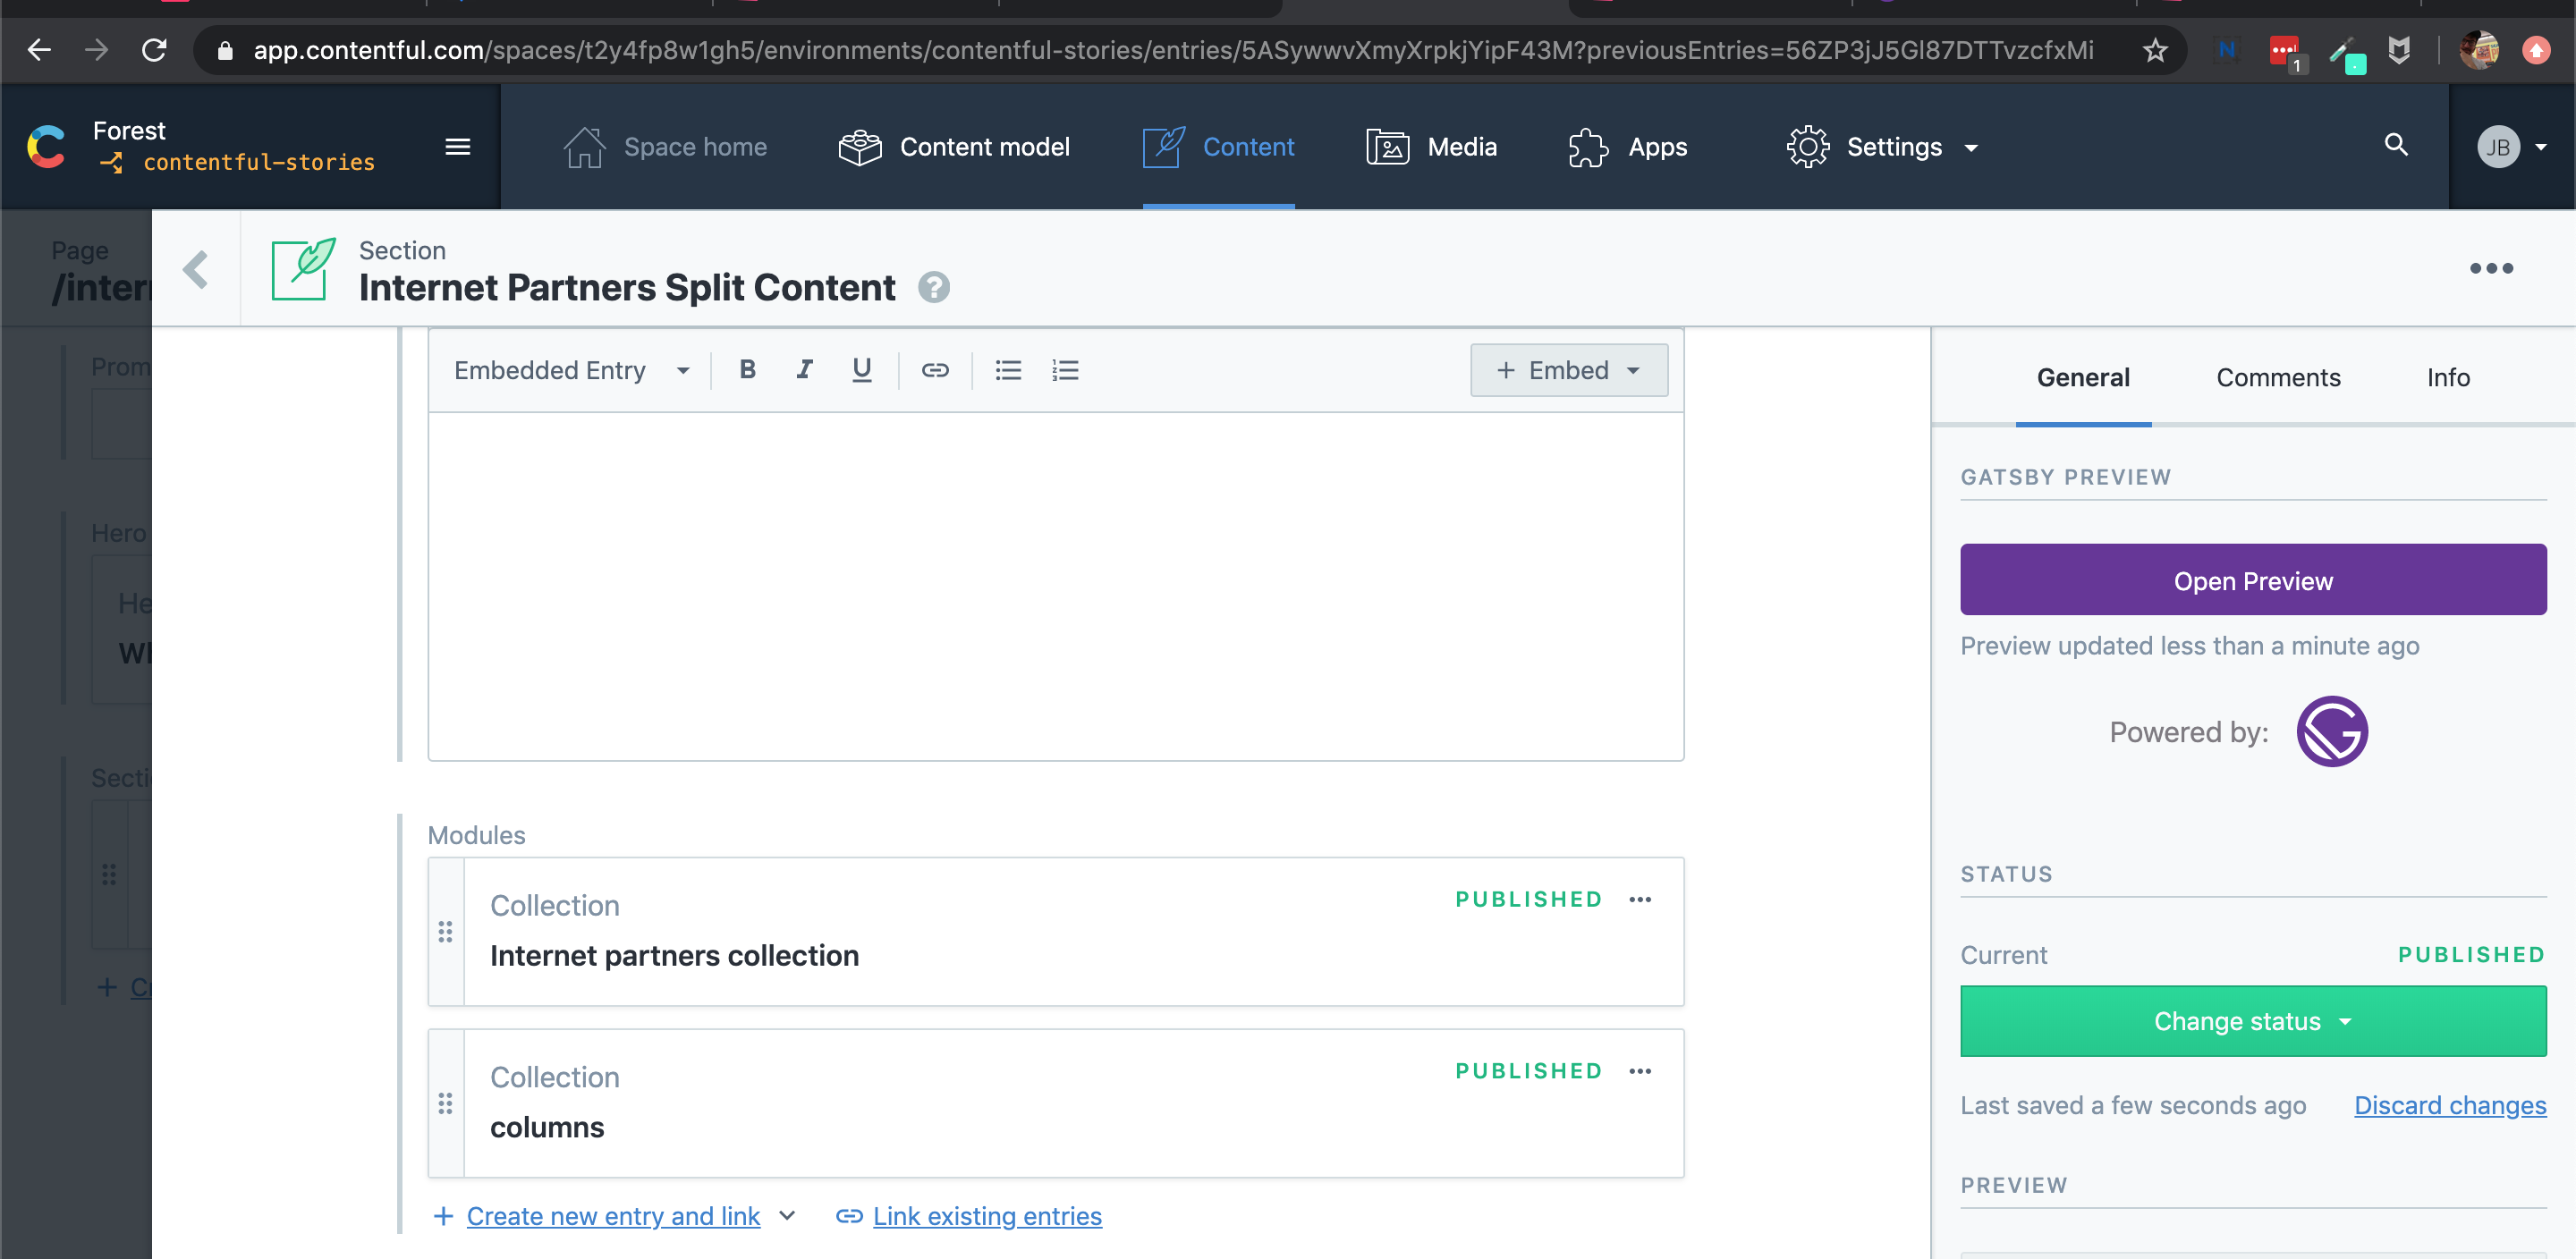 app.contentful.com/spaces/t2y4fp8w1gh5/environments/contentful-stories/entries/5ASywwvXmyXrpkjYipF43M?previousEntries=56ZP3jJ5Gl87DTTvzcfxMi
N
1
Forest
contentful-stories
Space home
Content model
Content
Media
Apps
Settings
JB
Page
/inter
Section
Internet Partners Split Content
?
Prom
Hero
He
Wh
Secti
+ C
Embedded Entry
B I U
+ Embed
Modules
Collection
PUBLISHED
Internet partners collection
Collection
PUBLISHED
columns
+ Create new entry and link
Link existing entries
General
Comments
Info
GATSBY PREVIEW
Open Preview
Preview updated less than a minute ago
Powered by:
STATUS
Current
PUBLISHED
Change status
Last saved a few seconds ago
Discard changes
PREVIEW